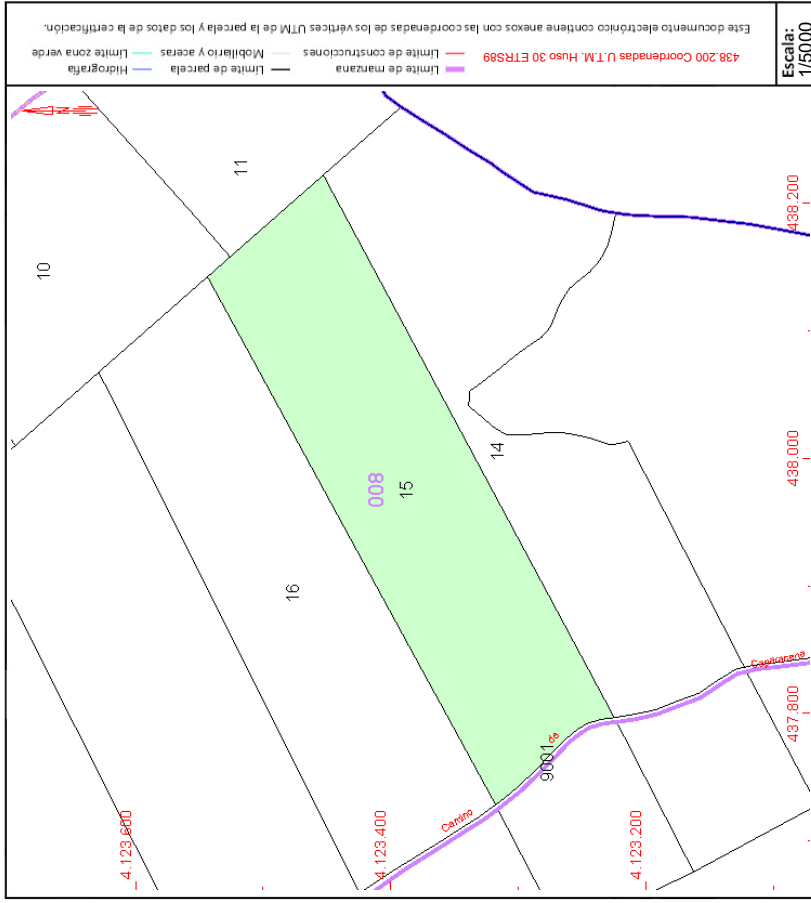 Este documento electrónico contiene anexos con las coordenadas de los vértices UTM de la parcela y los datos de la certificación.
438.200 Coordenadas U.T.M. Huso 30 ETRS89
Límite de manzana
Límite de construcciones
Límite de parcela
Mobiliario y aceras
Hidrografía
Límite zona verde
Escala:
1/5000
10
11
16
800
15
14
9001
Camino
de
Caparacena
4.123.600
4.123.400
4.123.200
438.200
438.000
437.800